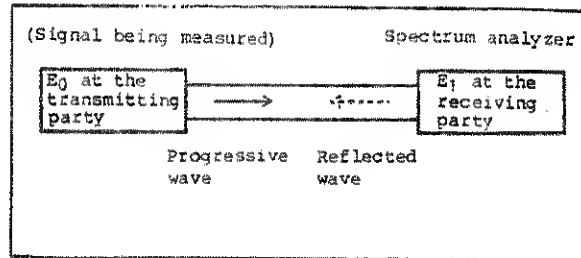 (Signal being measured) Spectrum analyzer
E0 at the transmitting party
E1 at the receiving party
Progressive wave
Reflected wave